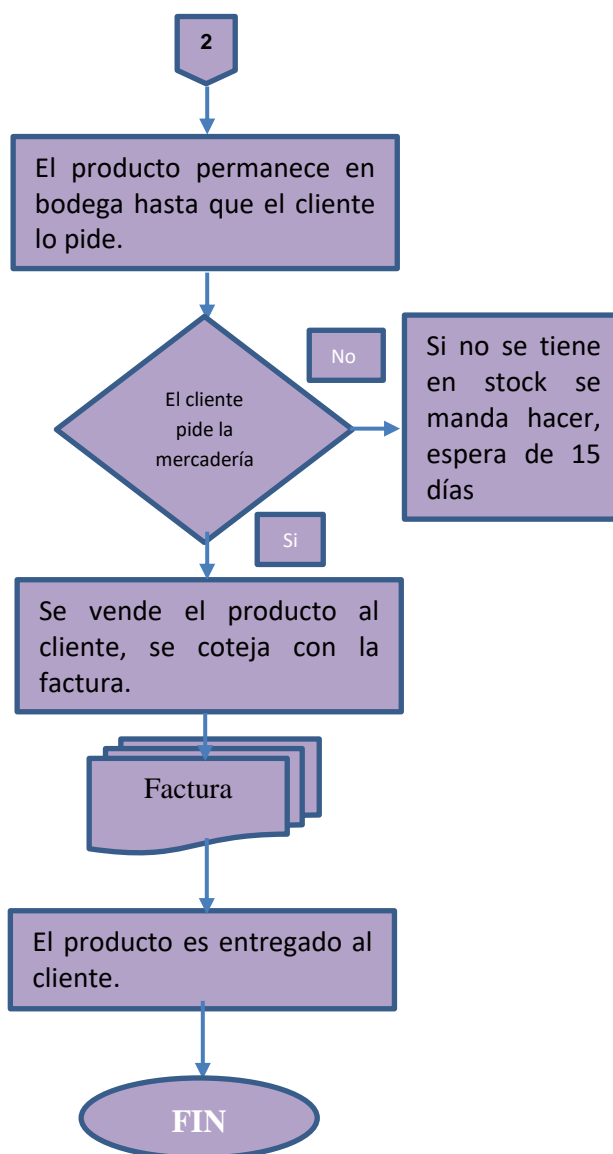 2
El producto permanece en
bodega hasta que el cliente
lo pide.
El cliente
pide la
mercadería
No
Si no se tiene
en stock se
manda hacer,
espera de 15
días
Si
Se vende el producto al
cliente, se coteja con la
factura.
Factura
El producto es entregado al
cliente.
FIN